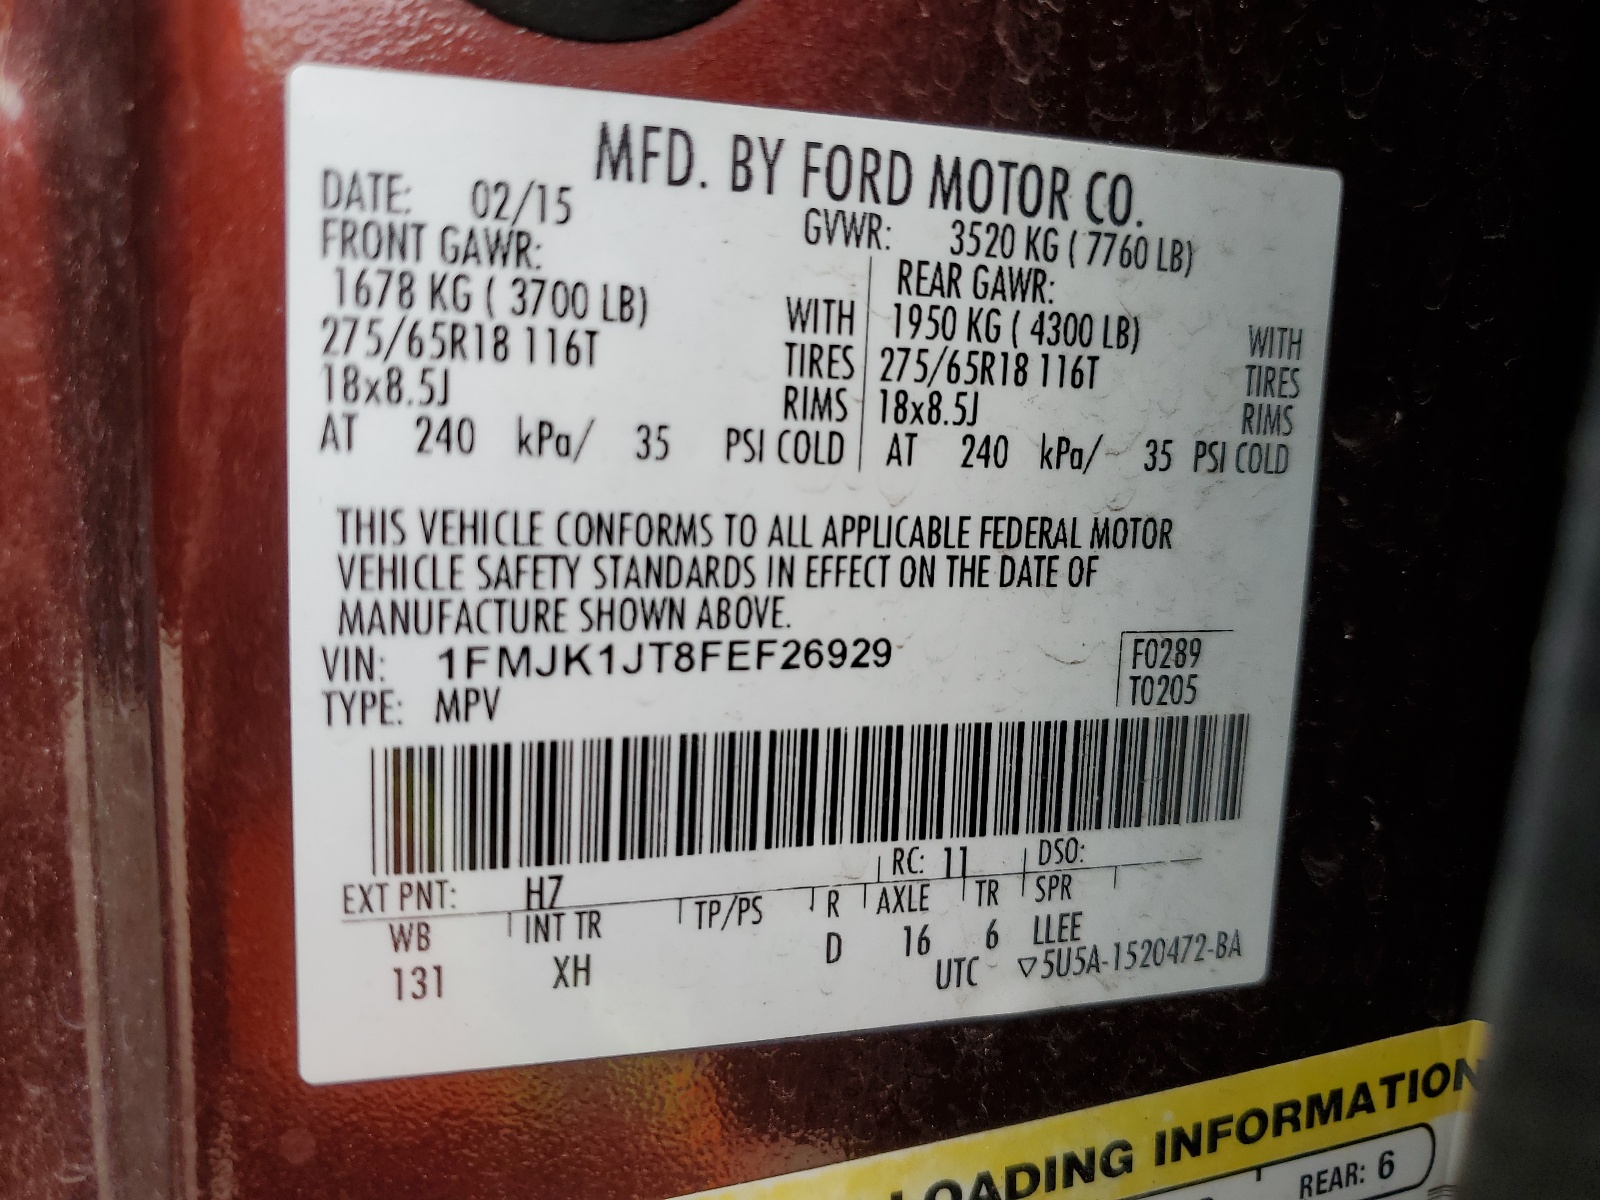 MFD. BY FORD MOTOR CO.
DATE: 02/15 GVWR: 3520 KG ( 7760 LB)
FRONT GAWR: REAR GAWR:
1678 KG ( 3700 LB) WITH 1950 KG ( 4300 LB) WITH
275/65R18 116T TIRES 275/65R18 116T TIRES
18x8.5J RIMS 18x8.5J RIMS
AT 240 kPa/ 35 PSI COLD AT 240 kPa/ 35 PSI COLD
THIS VEHICLE CONFORMS TO ALL APPLICABLE FEDERAL MOTOR
VEHICLE SAFETY STANDARDS IN EFFECT ON THE DATE OF
MANUFACTURE SHOWN ABOVE.
VIN: 1FMJK1JT8FEF26929 F0289
TYPE: MPV T0205
EXT PNT: HZ RC: 11 DSO:
WB INT TR TP/PS R AXLE TR SPR
131 XH D 16 6 LLEE
UTC ▽5U5A-1520472-BA
LOADING INFORMATION
REAR: 6